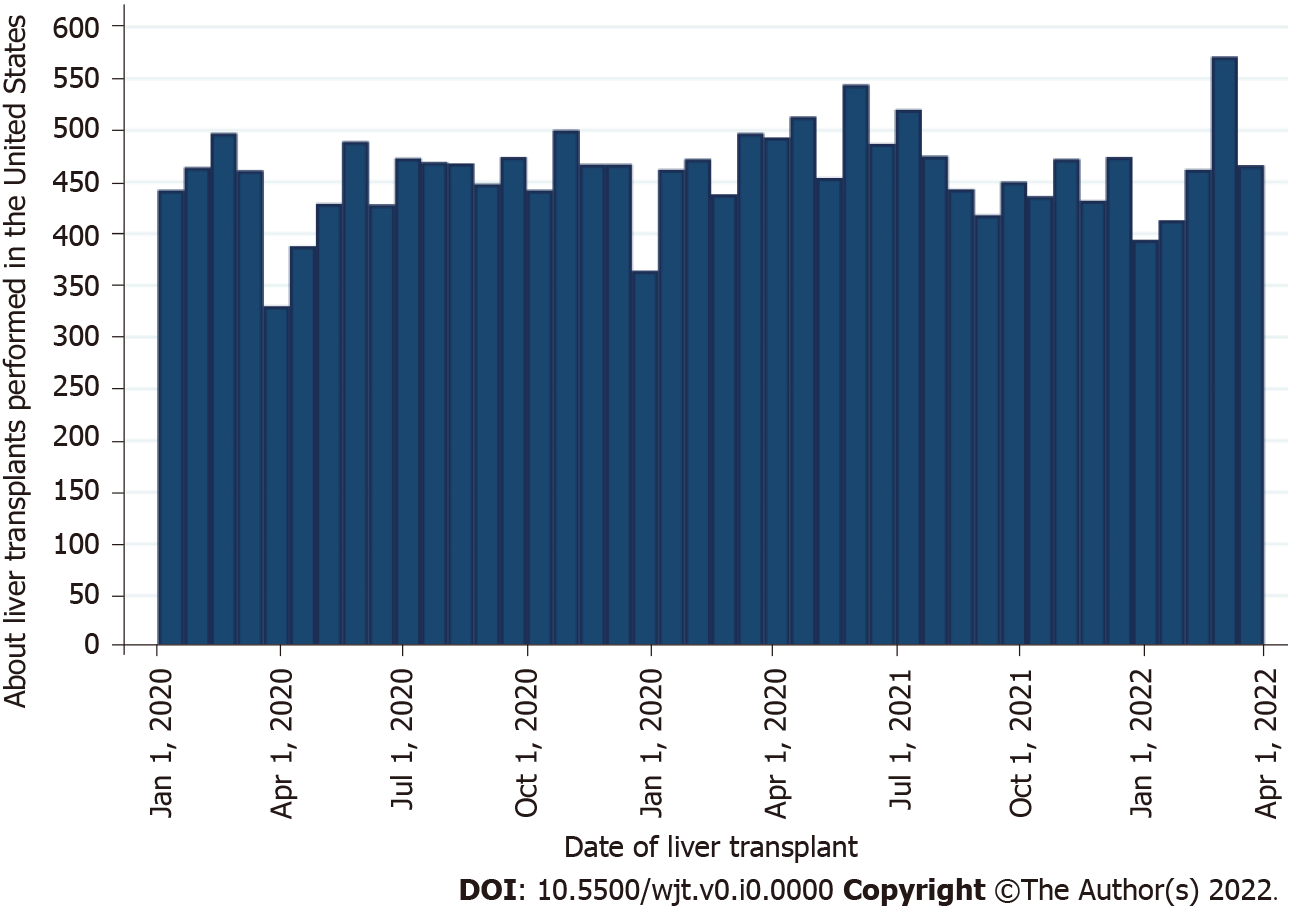 About liver transplants performed in the United States
600
550
500
450
400
350
300
250
200
150
100
50
0
Jan 1, 2020
Apr 1, 2020
Jul 1, 2020
Oct 1, 2020
Jan 1, 2020
Apr 1, 2020
Jul 1, 2021
Oct 1, 2021
Jan 1, 2022
Apr 1, 2022
Date of liver transplant
DOI: 10.5500/wjt.v0.i0.0000 Copyright ©The Author(s) 2022.